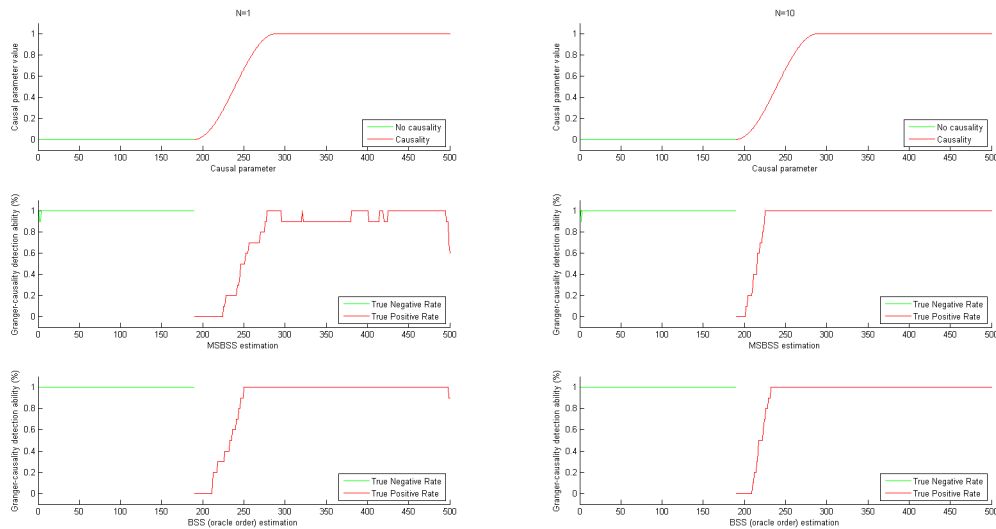 N=1
Causal parameter value
1
0.8
0.6
0.4
0.2
0
No causality
Causality
0 50 100 150 200 250 300 350 400 450 500
Causal parameter
Granger-causality detection ability (%)
1
0.8
0.6
0.4
0.2
0
True Negative Rate
True Positive Rate
0 50 100 150 200 250 300 350 400 450 500
MSBSS estimation
Granger-causality detection ability (%)
1
0.8
0.6
0.4
0.2
0
True Negative Rate
True Positive Rate
0 50 100 150 200 250 300 350 400 450 500
BSS (oracle order) estimation
N=10
Causal parameter value
1
0.8
0.6
0.4
0.2
0
No causality
Causality
0 50 100 150 200 250 300 350 400 450 500
Causal parameter
Granger-causality detection ability (%)
1
0.8
0.6
0.4
0.2
0
True Negative Rate
True Positive Rate
0 50 100 150 200 250 300 350 400 450 500
MSBSS estimation
Granger-causality detection ability (%)
1
0.8
0.6
0.4
0.2
0
True Negative Rate
True Positive Rate
0 50 100 150 200 250 300 350 400 450 500
BSS (oracle order) estimation